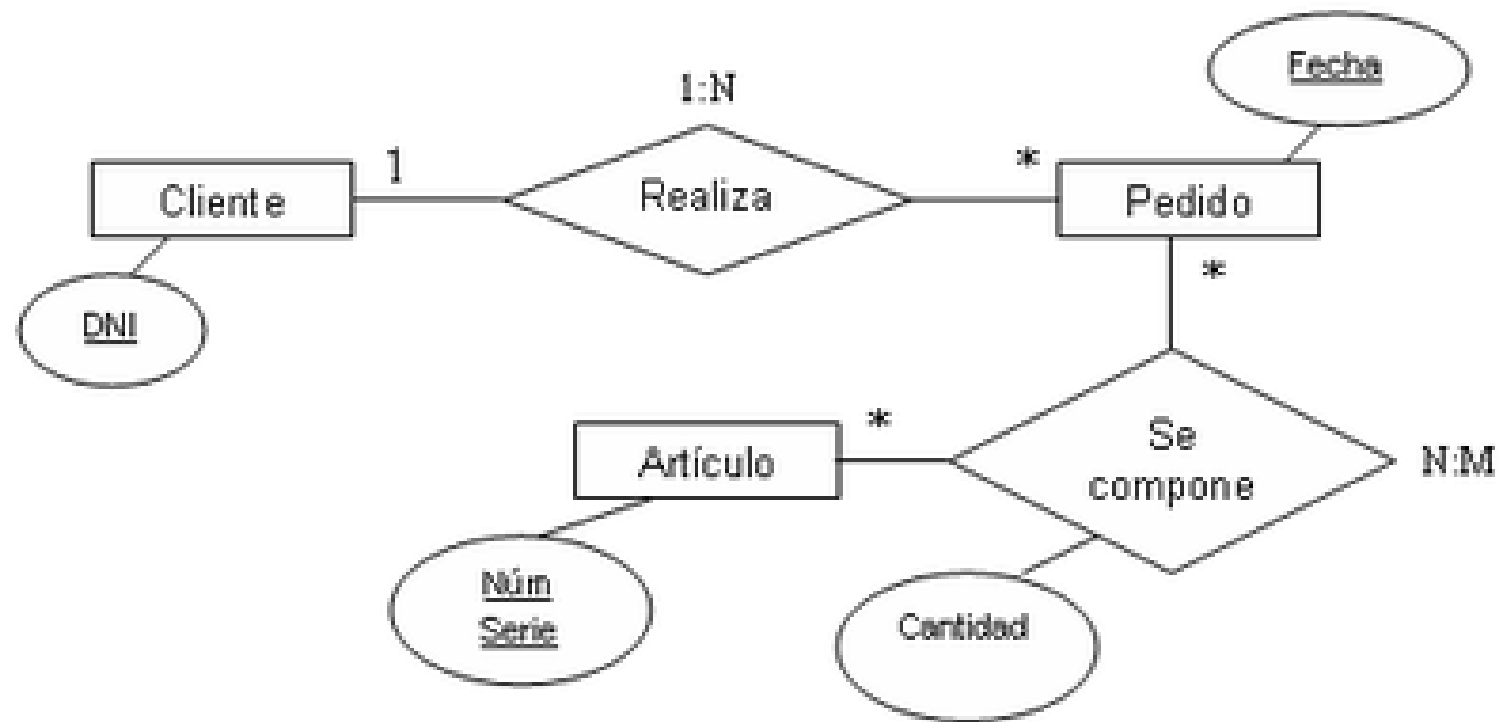 Fecha
1:N
Cliente
1
Realiza
*
Pedido
*
DNI
Artículo
*
Se
compone
N:M
Núm
Serie
Cantidad